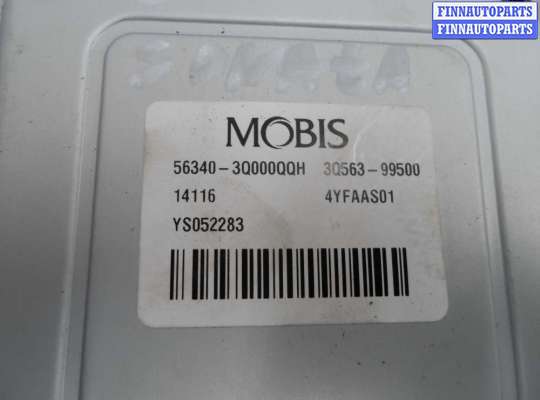 FINNAUTOPARTS
FINNAUTOPARTS
MOBIS
56340-3Q000QQH 3Q563-99500
14116 4YFAAS01
YS052283